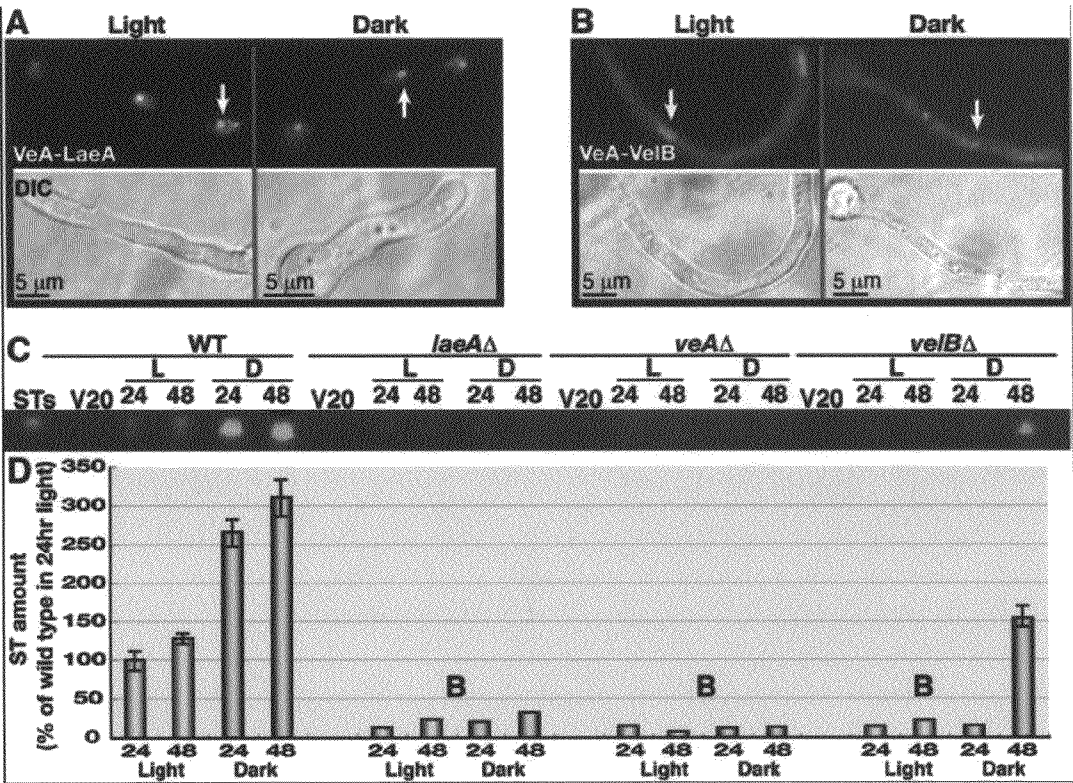 A
Light
Dark
VeA-LaeA
DIC
5 μm
5 μm
B
Light
Dark
VeA-VelB
5 μm
5 μm
C
WT
laeAΔ
veAΔ
velBΔ
L D L D L D L D
STs V20 24 48 24 48 V20 24 48 24 48 V20 24 48 24 48 V20 24 48 24 48
D
ST amount
(% of wild type in 24hr light)
350
300
250
200
150
100
50
0
B B B
24 48 24 48 24 48 24 48 24 48 24 48 24 48 24 48
Light Dark Light Dark Light Dark Light Dark